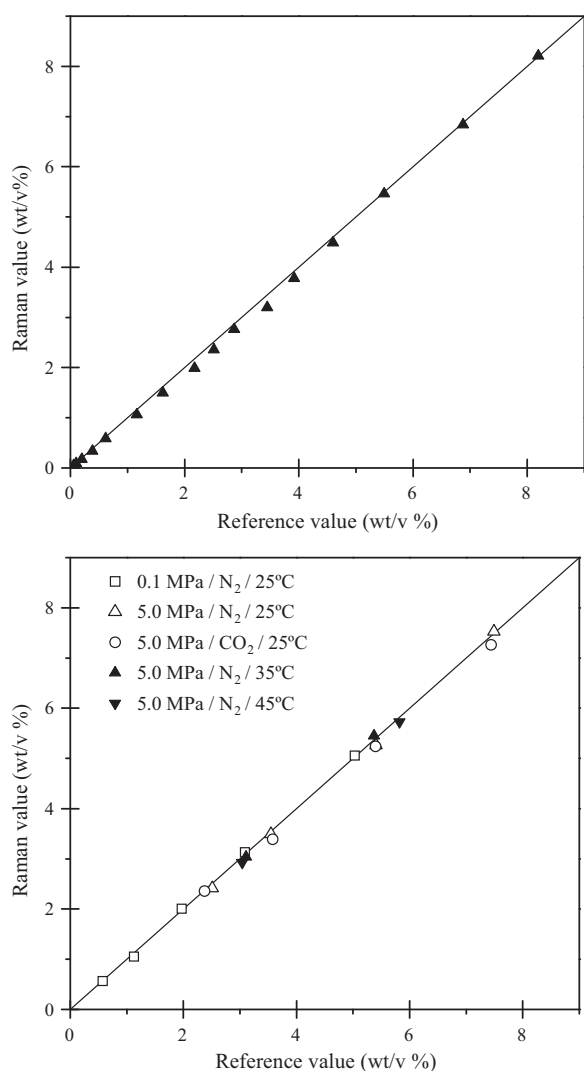 8
6
4
2
0
Raman value (wt/v%)
0 2 4 6 8
Reference value (wt/v %)
0.1 MPa / N₂ / 25ºC
5.0 MPa / N₂ / 25ºC
5.0 MPa / CO₂ / 25ºC
5.0 MPa / N₂ / 35ºC
5.0 MPa / N₂ / 45ºC
8
6
4
2
0
Raman value (wt/v %)
0 2 4 6 8
Reference value (wt/v %)